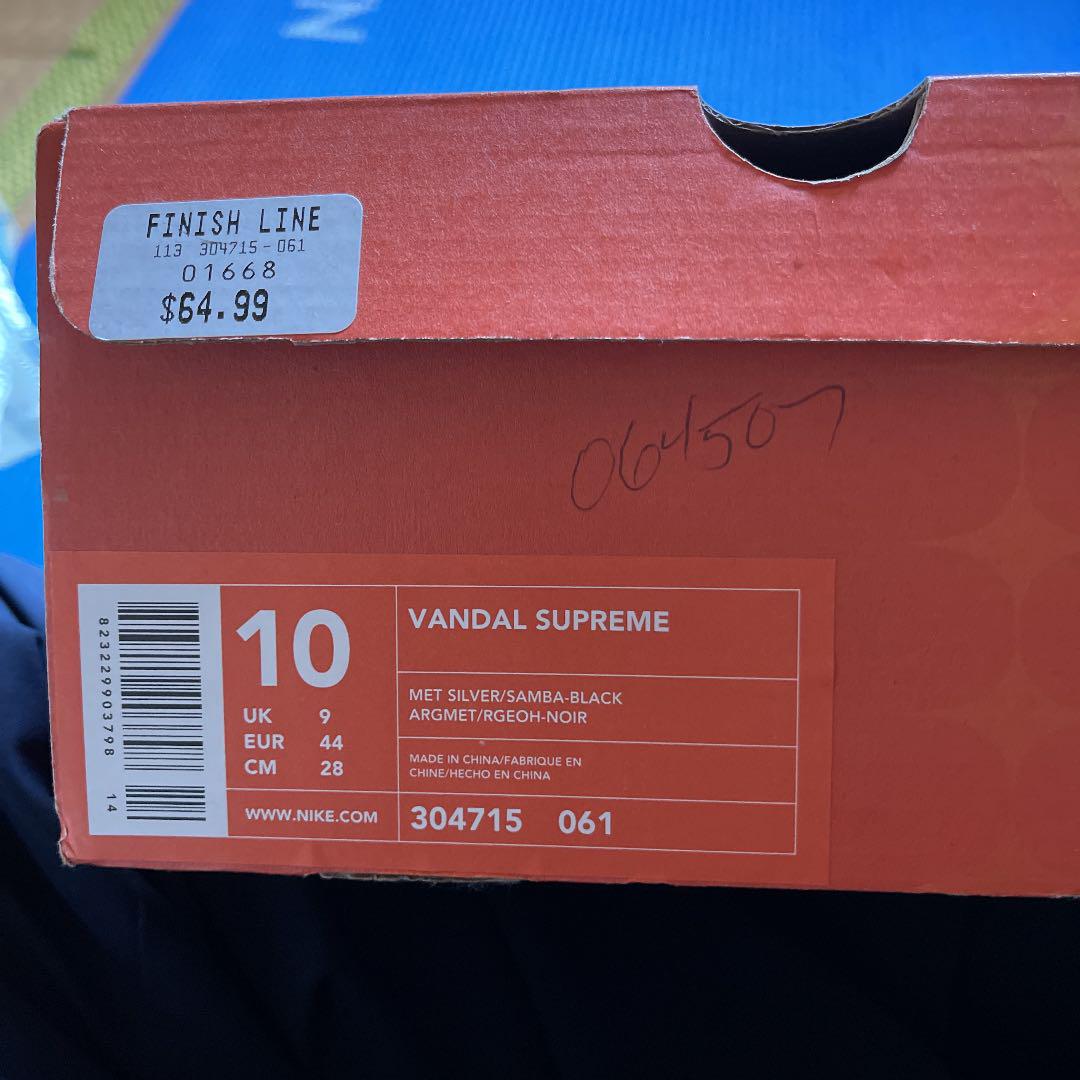 N
FINISH LINE
113 304715-061
01668
$64.99
064507
823229903798
14
10
UK 9
EUR 44
CM 28
WWW.NIKE.COM
VANDAL SUPREME
MET SILVER/SAMBA-BLACK
ARGMET/RGEOH-NOIR
MADE IN CHINA/FABRIQUE EN
CHINE/HECHO EN CHINA
304715 061